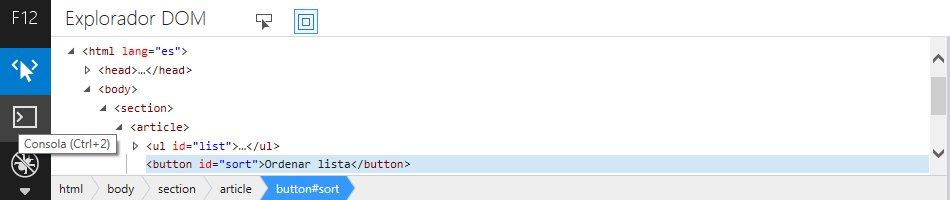 F12
Explorador DOM
<html lang="es">
<head>…</head>
<body>
<section>
<article>
<ul id="list">…</ul>
<button id="sort">Ordenar lista</button>
Consola (Ctrl+2)
html body section article button#sort